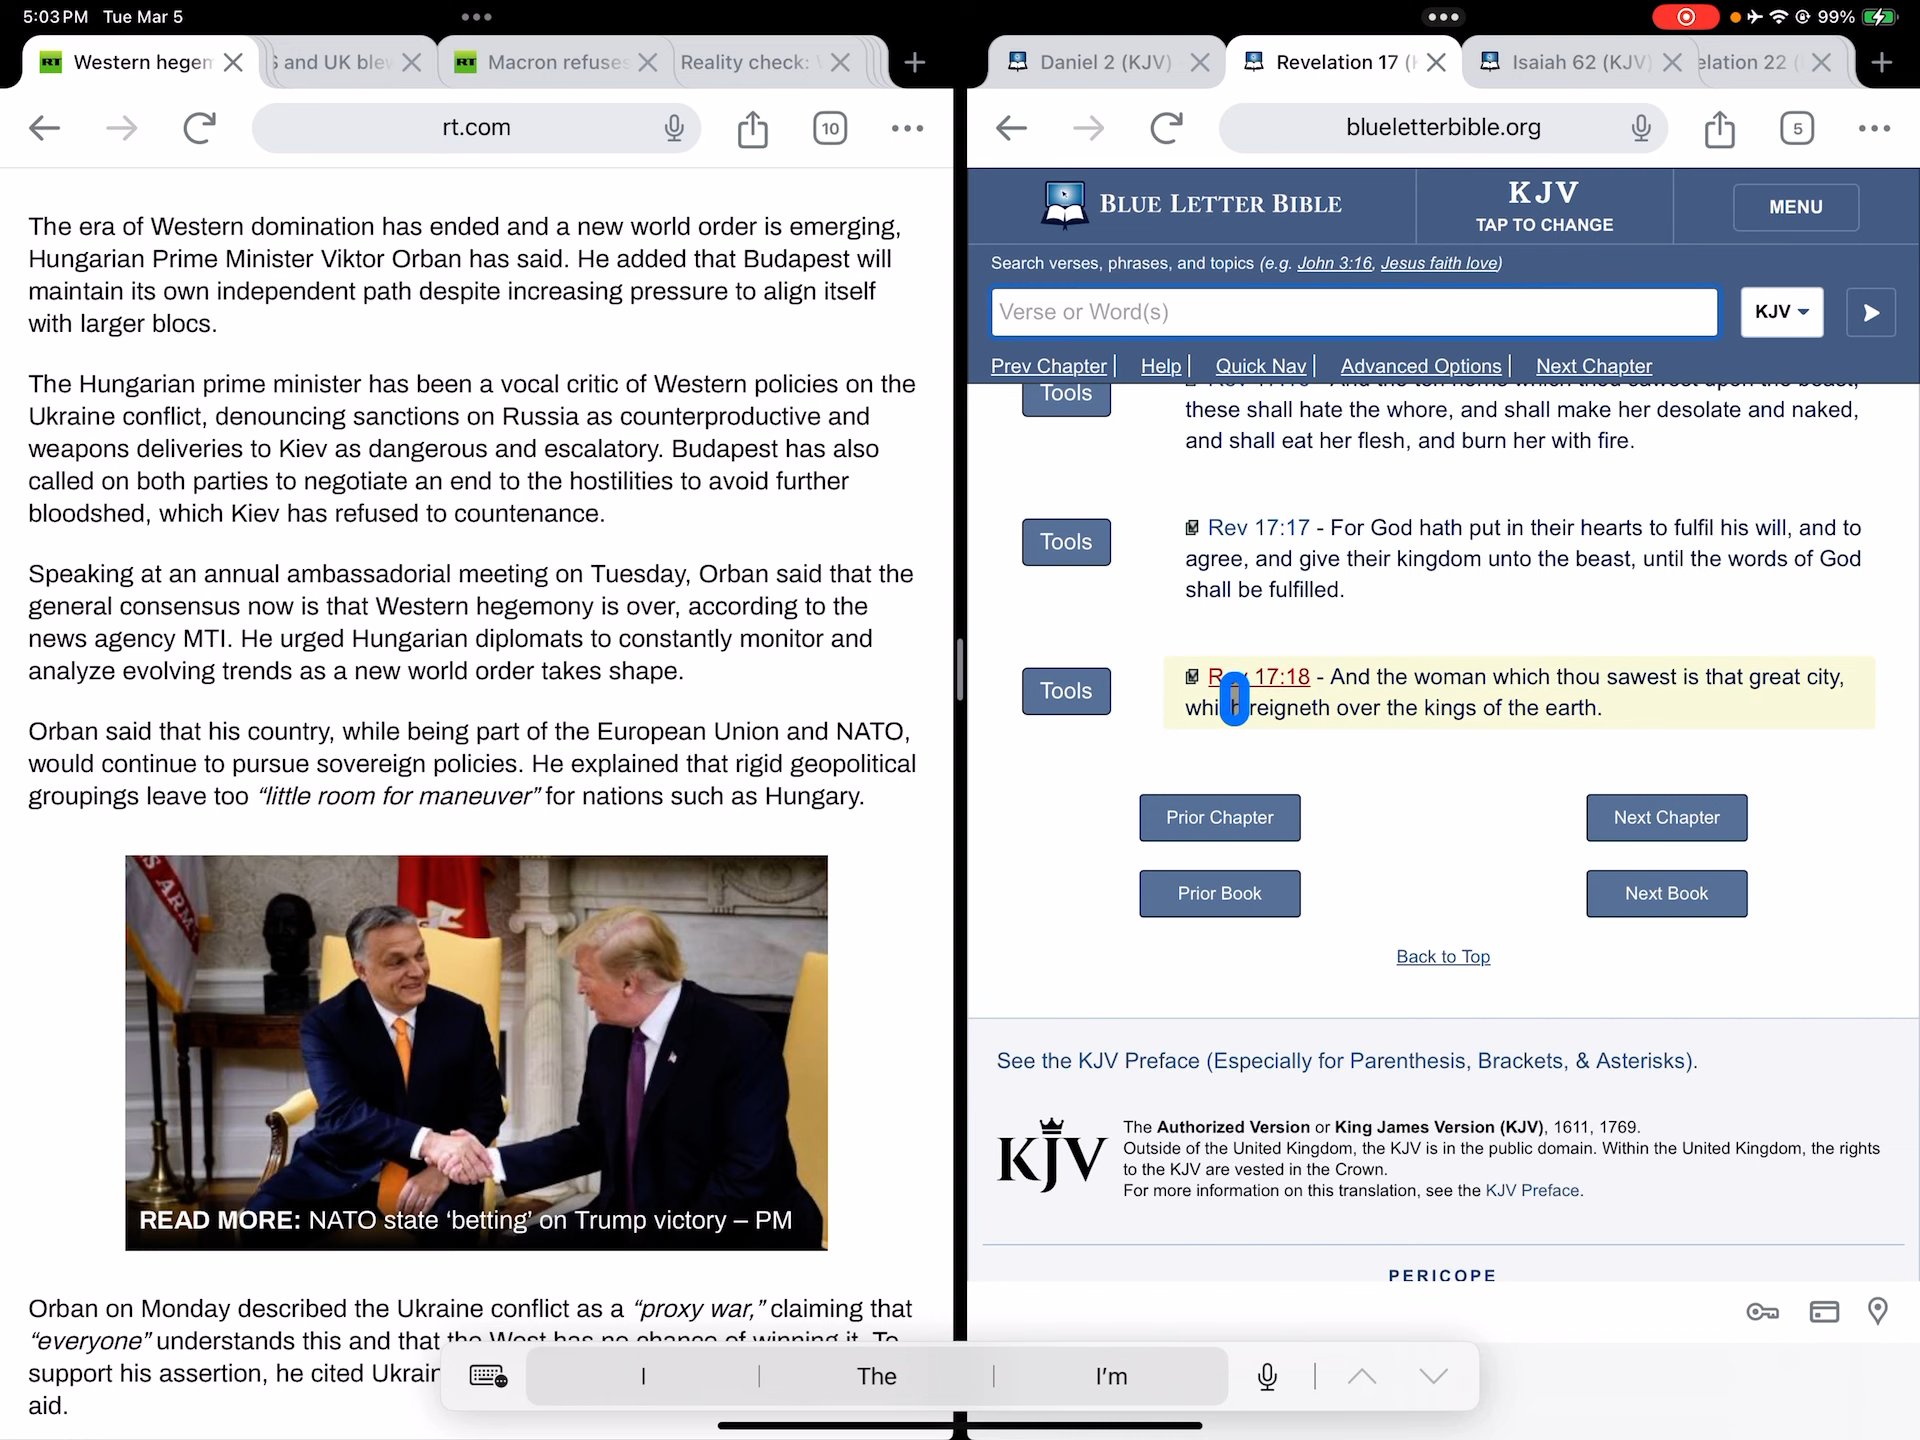 5:03 PM Tue Mar 5
99%
Western hegem
S and UK blew
Macron refuses
Reality check:
rt.com
10
The era of Western domination has ended and a new world order is emerging,
Hungarian Prime Minister Viktor Orban has said. He added that Budapest will
maintain its own independent path despite increasing pressure to align itself
with larger blocs.
The Hungarian prime minister has been a vocal critic of Western policies on the
Ukraine conflict, denouncing sanctions on Russia as counterproductive and
weapons deliveries to Kiev as dangerous and escalatory. Budapest has also
called on both parties to negotiate an end to the hostilities to avoid further
bloodshed, which Kiev has refused to countenance.
Speaking at an annual ambassadorial meeting on Tuesday, Orban said that the
general consensus now is that Western hegemony is over, according to the
news agency MTI. He urged Hungarian diplomats to constantly monitor and
analyze evolving trends as a new world order takes shape.
Orban said that his country, while being part of the European Union and NATO,
would continue to pursue sovereign policies. He explained that rigid geopolitical
groupings leave too “little room for maneuver” for nations such as Hungary.
S ARM
READ MORE: NATO state ‘betting’ on Trump victory – PM
Orban on Monday described the Ukraine conflict as a “proxy war,” claiming that
“everyone” understands this and that the West has no chance of winning it. To
support his assertion, he cited Ukrain
aid.
Daniel 2 (KJV)
Revelation 17 (
Isaiah 62 (KJV)
elation 22 (
blueletterbible.org
5
BLUE LETTER BIBLE
KJV
TAP TO CHANGE
MENU
Search verses, phrases, and topics (e.g. John 3:16, Jesus faith love)
Verse or Word(s)
KJV
Prev Chapter | Help | Quick Nav | Advanced Options | Next Chapter
Tools
these shall hate the whore, and shall make her desolate and naked,
and shall eat her flesh, and burn her with fire.
Tools
Rev 17:17 - For God hath put in their hearts to fulfil his will, and to
agree, and give their kingdom unto the beast, until the words of God
shall be fulfilled.
Tools
Rev 17:18 - And the woman which thou sawest is that great city,
which reigneth over the kings of the earth.
Prior Chapter
Next Chapter
Prior Book
Next Book
Back to Top
See the KJV Preface (Especially for Parenthesis, Brackets, & Asterisks).
KJV
The Authorized Version or King James Version (KJV), 1611, 1769.
Outside of the United Kingdom, the KJV is in the public domain. Within the United Kingdom, the rights
to the KJV are vested in the Crown.
For more information on this translation, see the KJV Preface.
PERICOPE
I
The
I’m